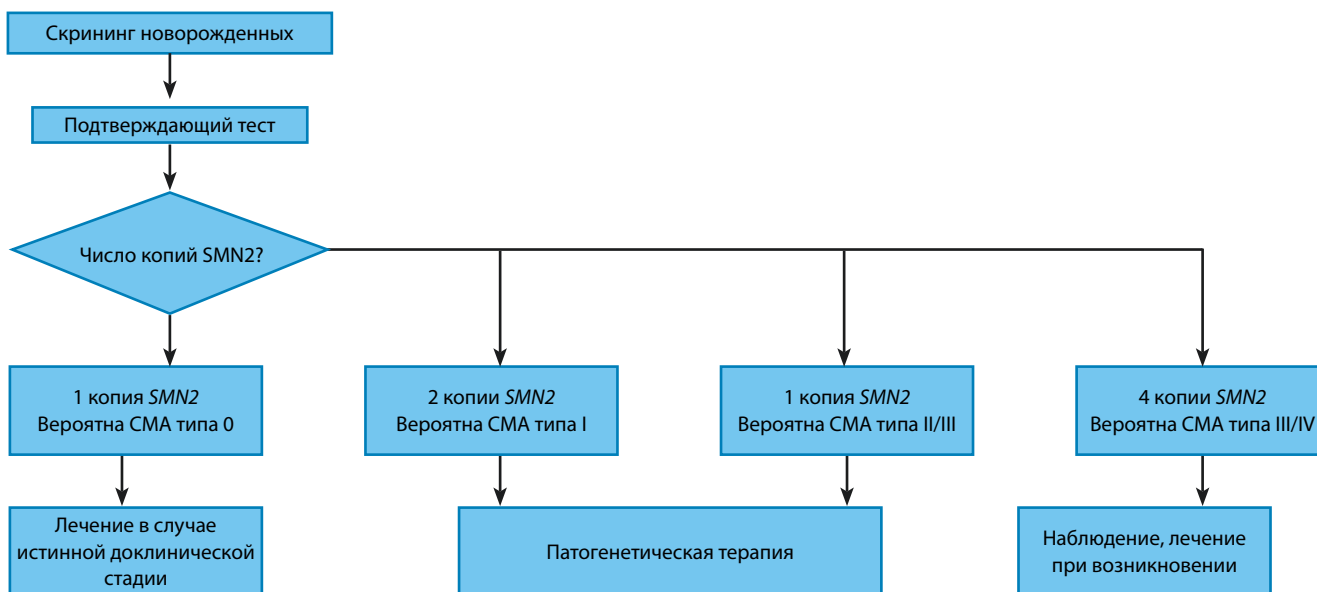 Скрининг новорожденных
Подтверждающий тест
Число копий SMN2?
1 копия SMN2
Вероятна СМА типа 0
2 копии SMN2
Вероятна СМА типа I
1 копия SMN2
Вероятна СМА типа II/III
4 копии SMN2
Вероятна СМА типа III/IV
Лечение в случае
истинной доклинической
стадии
Патогенетическая терапия
Наблюдение, лечение
при возникновении